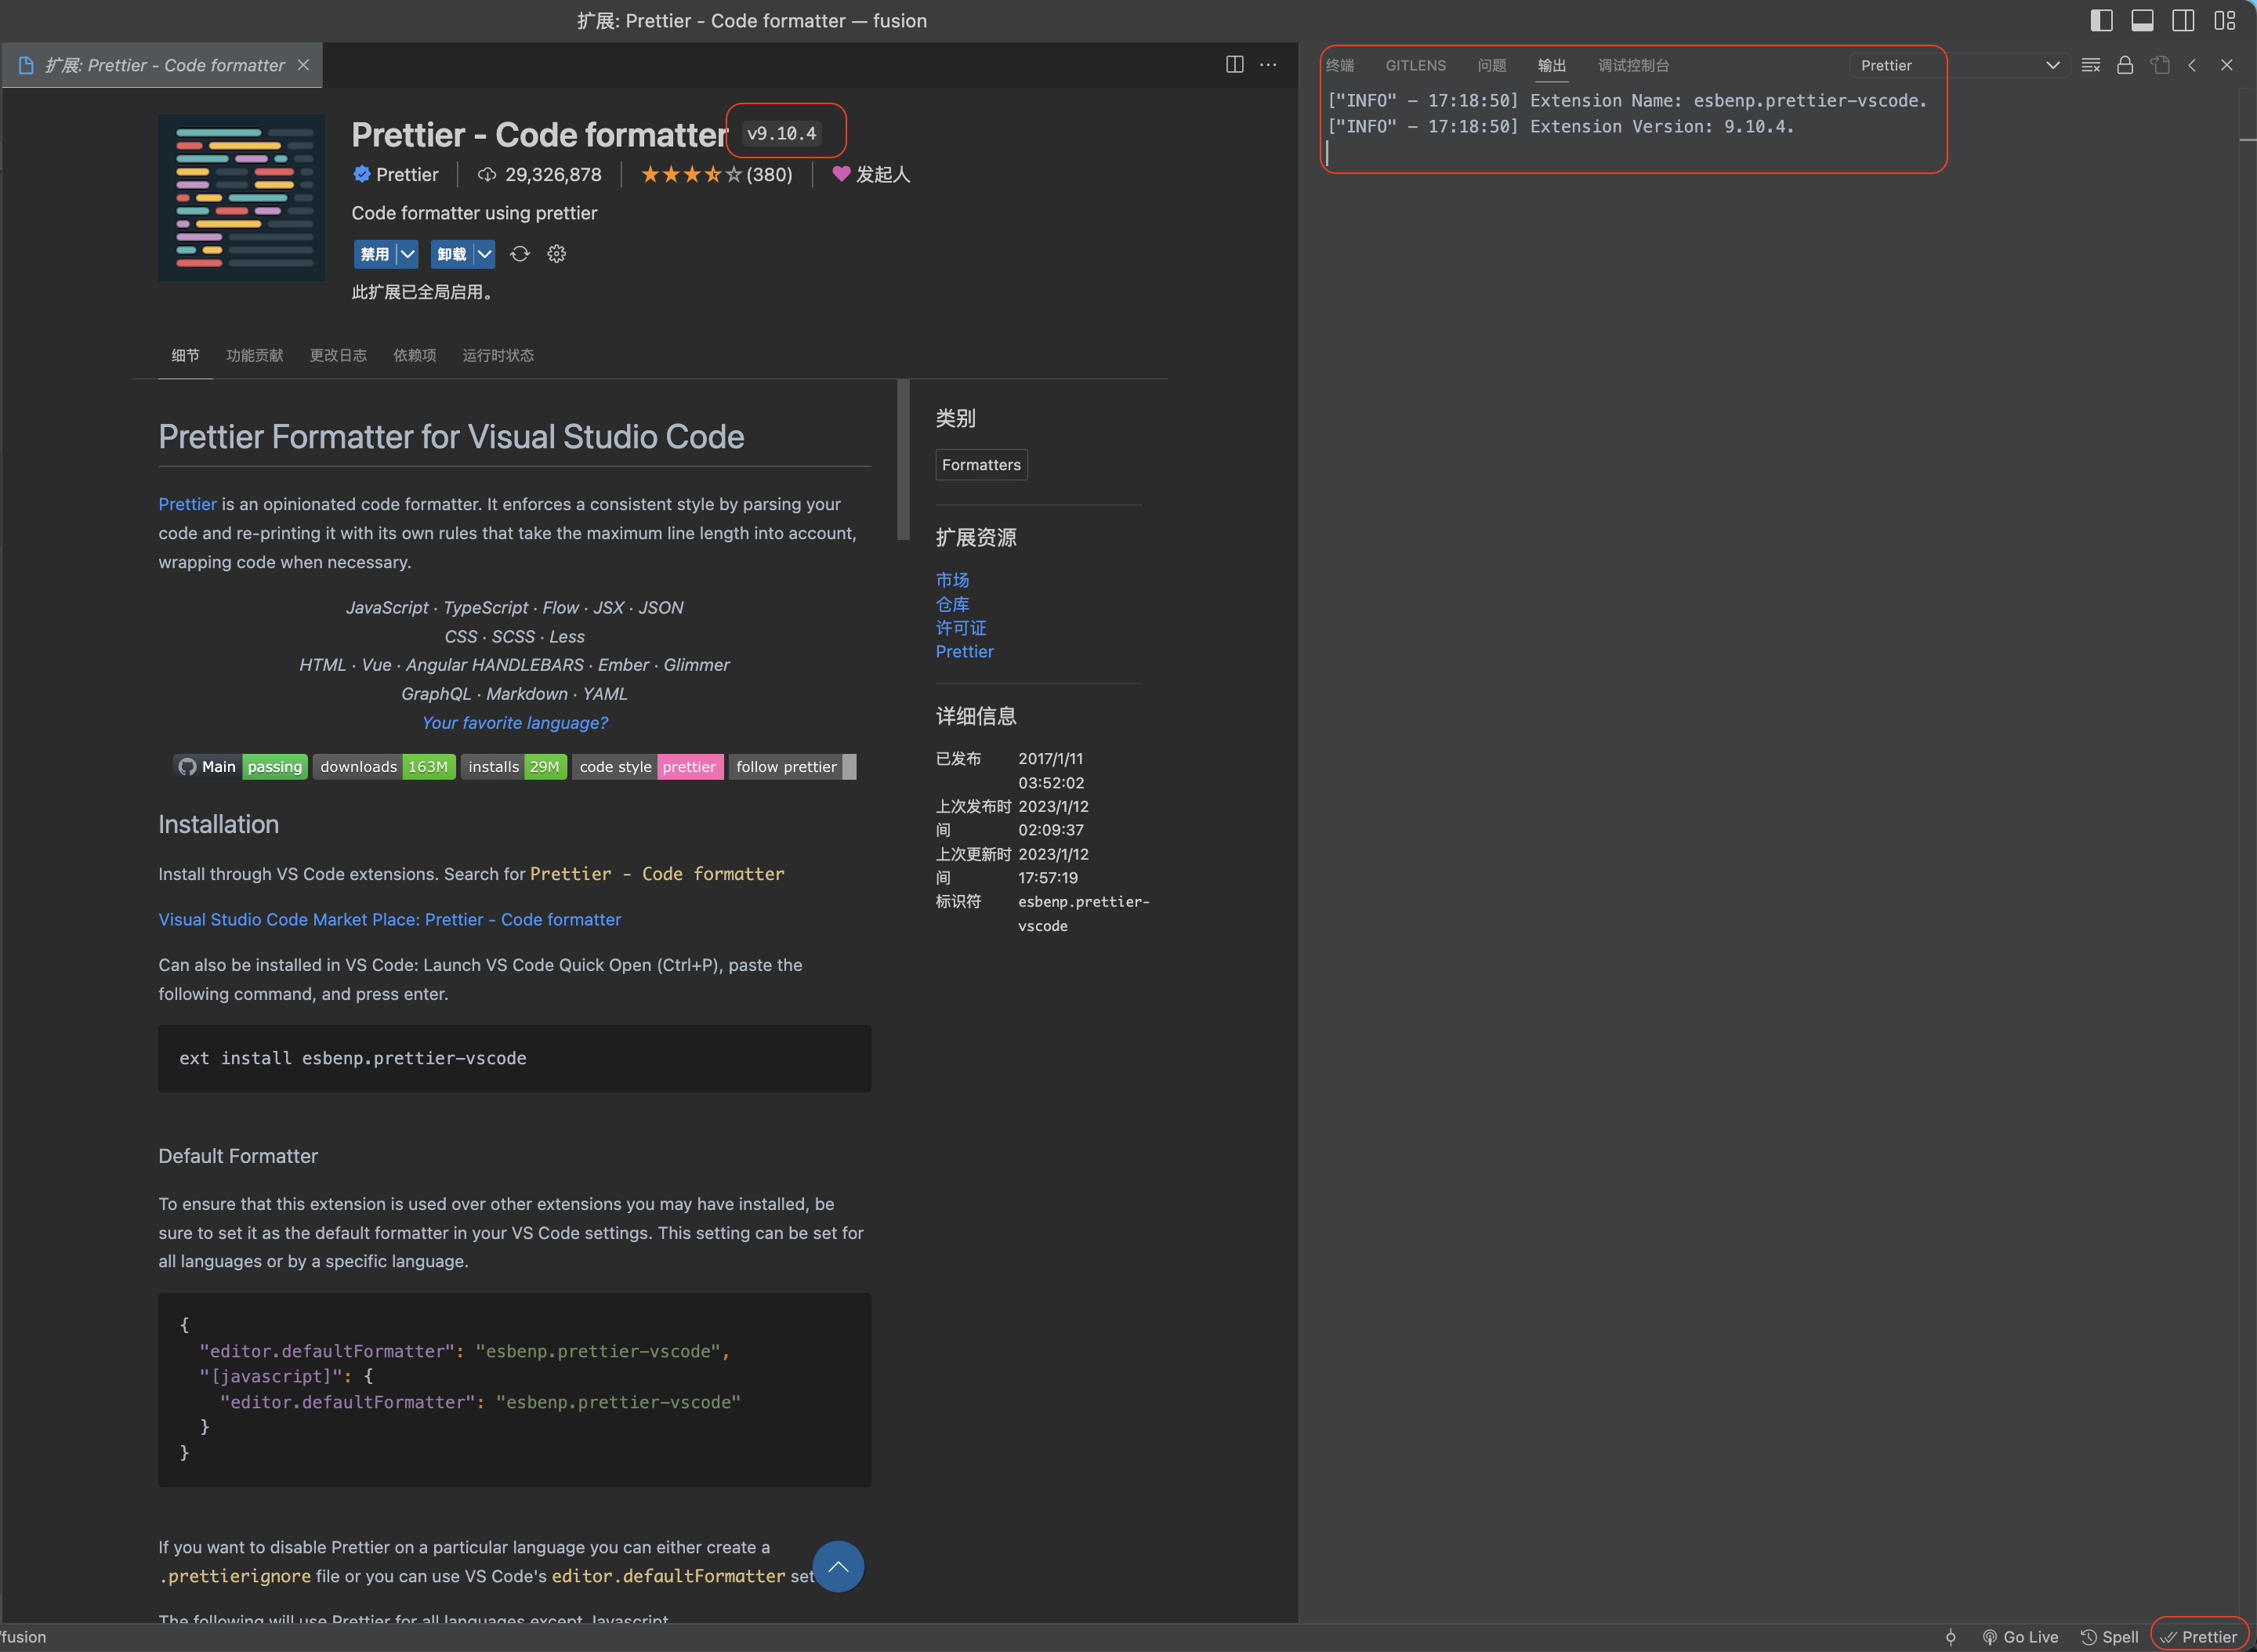 扩展: Prettier - Code formatter — fusion
扩展: Prettier - Code formatter
Prettier - Code formatter v9.10.4
Prettier 29,326,878 (380) 发起人
Code formatter using prettier
禁用 卸载
此扩展已全局启用。
细节 功能贡献 更改日志 依赖项 运行时状态
Prettier Formatter for Visual Studio Code
Prettier is an opinionated code formatter. It enforces a consistent style by parsing your
code and re-printing it with its own rules that take the maximum line length into account,
wrapping code when necessary.
JavaScript · TypeScript · Flow · JSX · JSON
CSS · SCSS · Less
HTML · Vue · Angular HANDLEBARS · Ember · Glimmer
GraphQL · Markdown · YAML
Your favorite language?
Main passing downloads 163M installs 29M code style prettier follow prettier
Installation
Install through VS Code extensions. Search for Prettier - Code formatter
Visual Studio Code Market Place: Prettier - Code formatter
Can also be installed in VS Code: Launch VS Code Quick Open (Ctrl+P), paste the
following command, and press enter.
ext install esbenp.prettier-vscode
Default Formatter
To ensure that this extension is used over other extensions you may have installed, be
sure to set it as the default formatter in your VS Code settings. This setting can be set for
all languages or by a specific language.
{
"editor.defaultFormatter": "esbenp.prettier-vscode",
"[javascript]": {
"editor.defaultFormatter": "esbenp.prettier-vscode"
}
}
If you want to disable Prettier on a particular language you can either create a
.prettierignore file or you can use VS Code's editor.defaultFormatter set
The following will use Prettier for all languages except Javascript
类别
Formatters
扩展资源
市场
仓库
许可证
Prettier
详细信息
已发布 2017/1/11
03:52:02
上次发布时 2023/1/12
间 02:09:37
上次更新时 2023/1/12
间 17:57:19
标识符 esbenp.prettier-
vscode
终端 GITLENS 问题 输出 调试控制台 Prettier
["INFO" - 17:18:50] Extension Name: esbenp.prettier-vscode.
["INFO" - 17:18:50] Extension Version: 9.10.4.
/fusion Go Live Spell Prettier